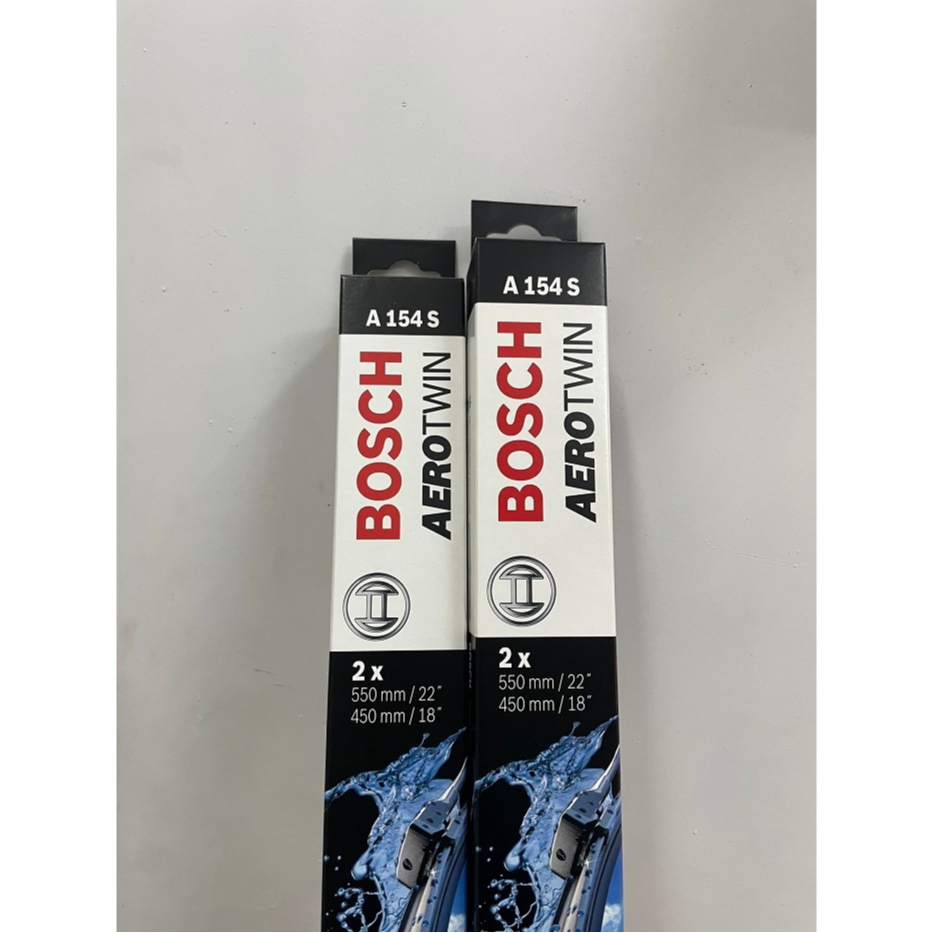 A 154 S
BOSCH
AEROTWIN
2 x
550 mm / 22"
450 mm / 18"
A 154 S
BOSCH
AEROTWIN
2 x
550 mm / 22"
450 mm / 18"